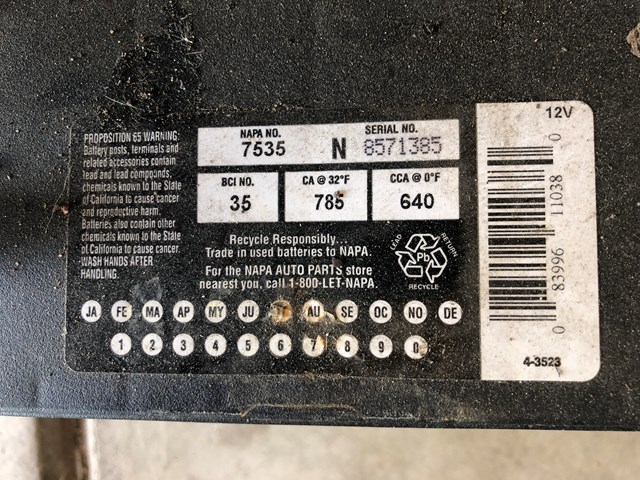 PROPOSITION 65 WARNING:
Battery posts, terminals and
related accessories contain
lead and lead compounds,
chemicals known to the State
of California to cause cancer
and reproductive harm.
Batteries also contain other
chemicals known to the State
of California to cause cancer.
WASH HANDS AFTER
HANDLING.
NAPA NO. SERIAL NO.
7535 N 8571385
BCI NO. CA @ 32°F CCA @ 0°F
35 785 640
Recycle Responsibly...
Trade in used batteries to NAPA.
For the NAPA AUTO PARTS store
nearest you, call 1-800-LET-NAPA.
LEAD RETURN
Pb
RECYCLE
JA FE MA AP MY JU AU SE OC NO DE
1 2 3 4 5 6 7 8 9 0
12V
0 83996 11038 0
4-3523